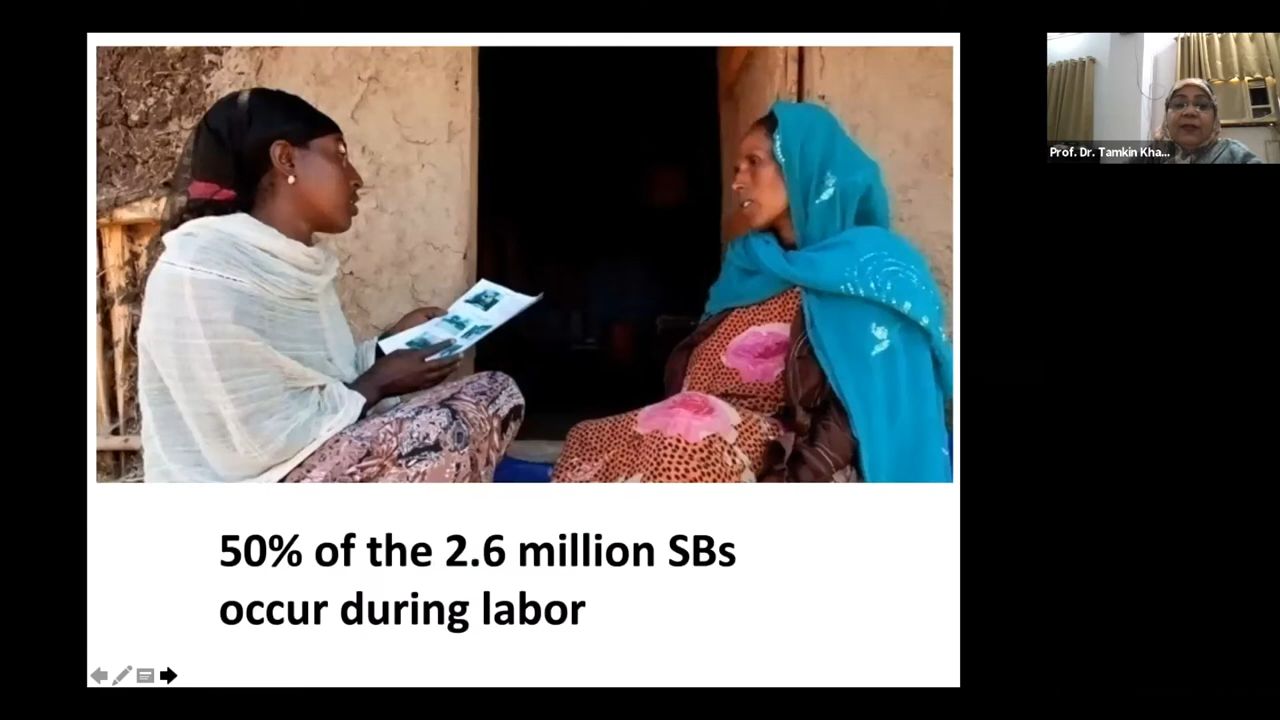 50% of the 2.6 million SBs
occur during labor
Prof. Dr. Tamkin Kha...